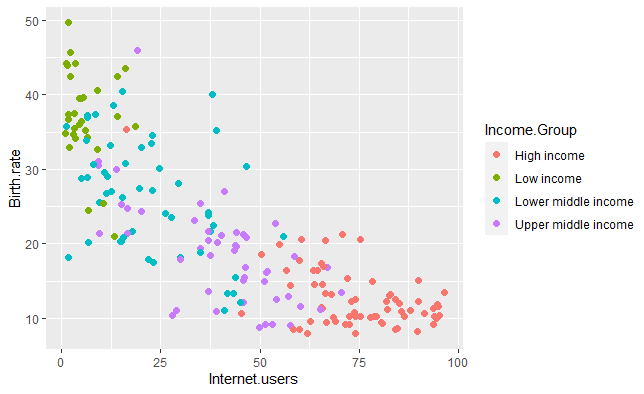 50
40
30
20
10
Birth.rate
0
25
50
75
100
Internet.users
Income.Group
High income
Low income
Lower middle income
Upper middle income